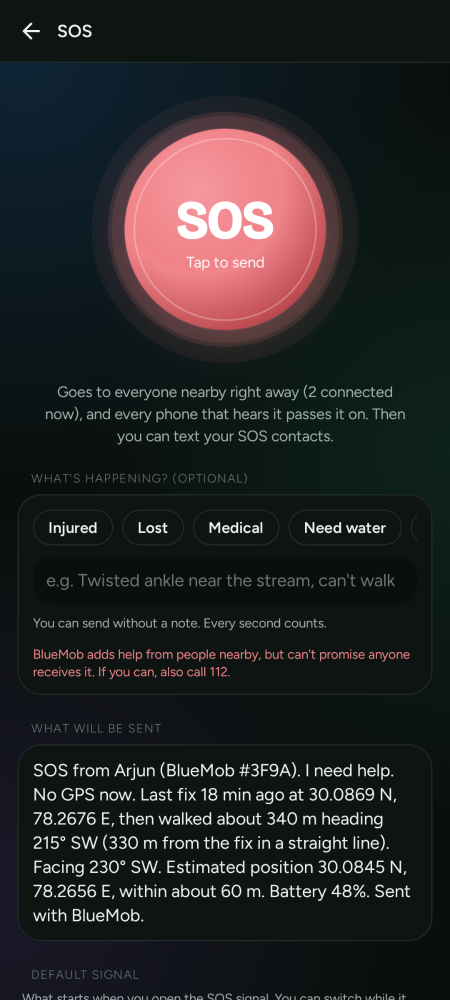 SOS
SOS
Tap to send
Goes to everyone nearby right away (2 connected
now), and every phone that hears it passes it on. Then
you can text your SOS contacts.
WHAT'S HAPPENING? (OPTIONAL)
Injured Lost Medical Need water
e.g. Twisted ankle near the stream, can't walk
You can send without a note. Every second counts.
BlueMob adds help from people nearby, but can't promise anyone
receives it. If you can, also call 112.
WHAT WILL BE SENT
SOS from Arjun (BlueMob #3F9A). I need help.
No GPS now. Last fix 18 min ago at 30.0869 N,
78.2676 E, then walked about 340 m heading
215° SW (330 m from the fix in a straight line).
Facing 230° SW. Estimated position 30.0845 N,
78.2656 E, within about 60 m. Battery 48%. Sent
with BlueMob.
DEFAULT SIGNAL
What starts when you open the SOS signal. You can switch while it